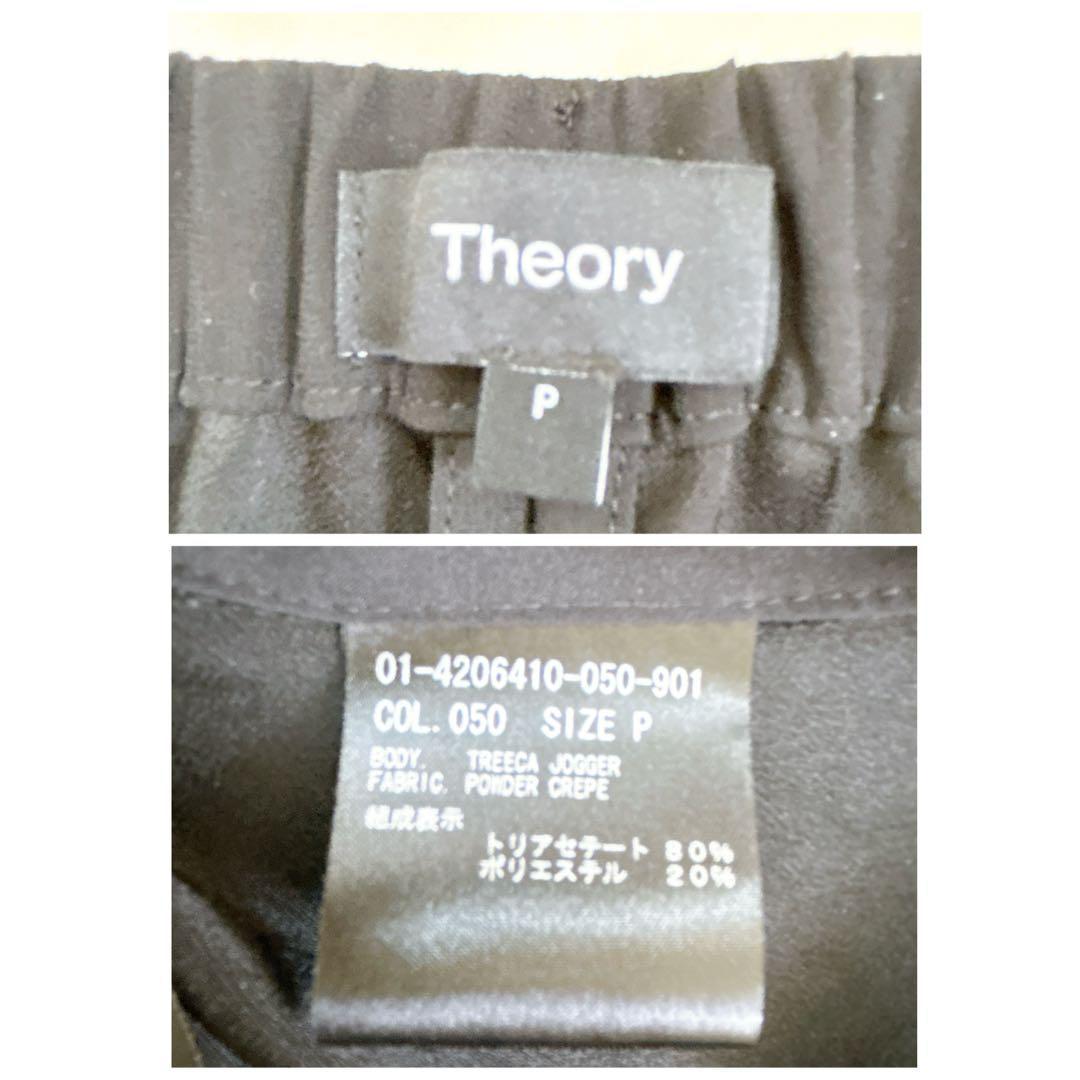 Theory
P
01-4206410-050-901
COL. 050 SIZE P
BODY. TREECA JOGGER
FABRIC. POWDER CREPE
組成表示
トリアセテート 80%
ポリエステル 20%